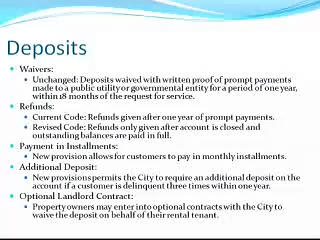 Deposits
Waivers:
Unchanged: Deposits waived with written proof of prompt payments
made to a public utility or governmental entity for a period of one year,
within 18 months of the request for service.
Refunds:
Current Code: Refunds given after one year of prompt payments.
Revised Code: Refunds only given after account is closed and
outstanding balances are paid in full.
Payment in Installments:
New provision allows for customers to pay in monthly installments.
Additional Deposit:
New provisions permits the City to require an additional deposit on the
account if a customer is delinquent three times within one year.
Optional Landlord Contract:
Property owners may enter into optional contracts with the City to
waive the deposit on behalf of their rental tenant.